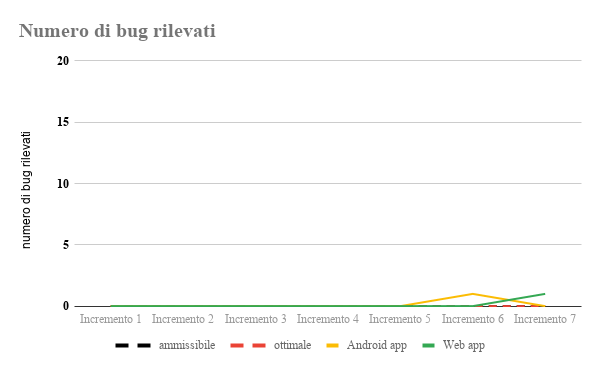 Numero di bug rilevati
numero di bug rilevati
20
15
10
5
0
Incremento 1 Incremento 2 Incremento 3 Incremento 4 Incremento 5 Incremento 6 Incremento 7
ammissibile ottimale Android app Web app